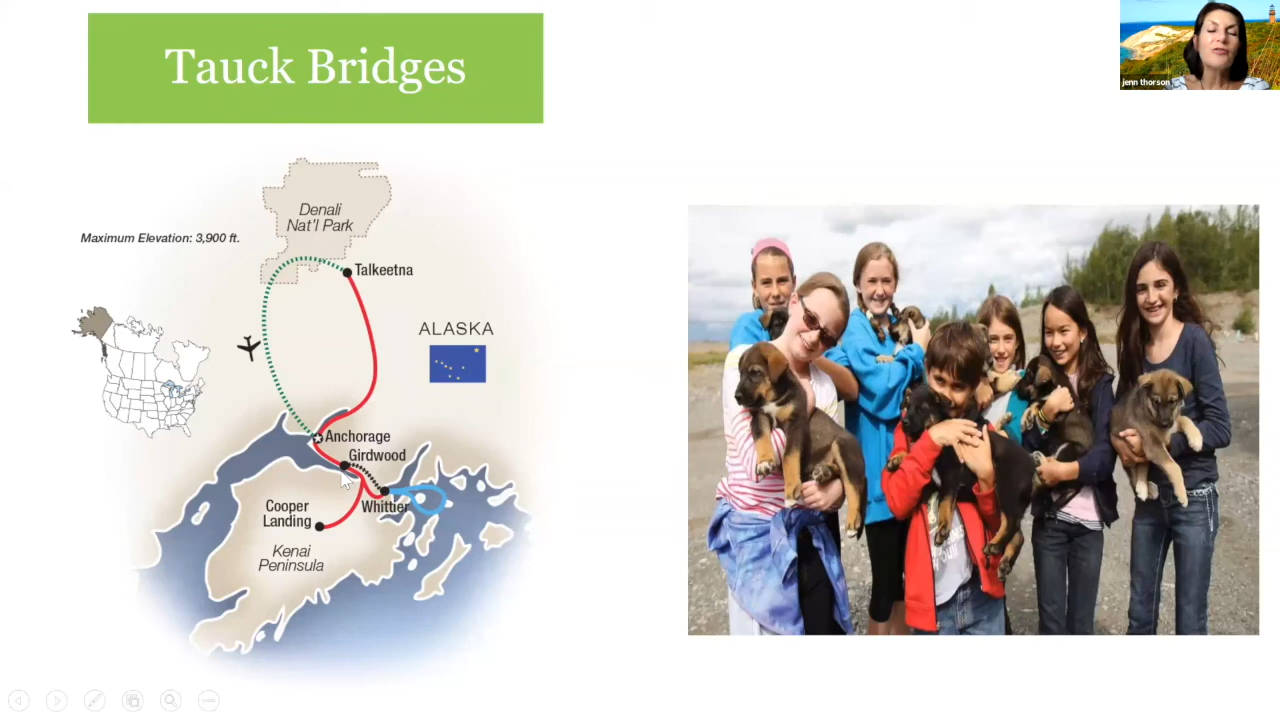 Tauck Bridges
jenn thorson
Denali
Nat'l Park
Maximum Elevation: 3,900 ft.
Talkeetna
ALASKA
Anchorage
Girdwood
Whittier
Cooper
Landing
Kenai
Peninsula